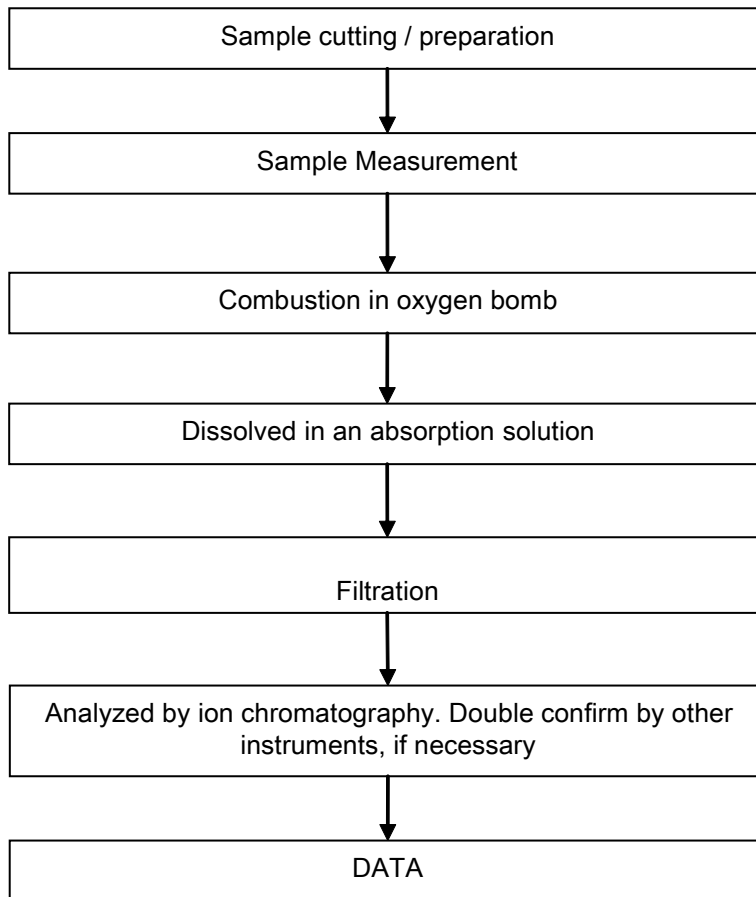 Sample cutting / preparation
Sample Measurement
Combustion in oxygen bomb
Dissolved in an absorption solution
Filtration
Analyzed by ion chromatography. Double confirm by other
instruments, if necessary
DATA